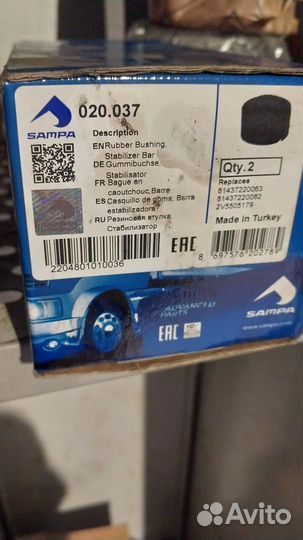 SAMPA
020.037
Description
EN Rubber Bushing,
Stabilizer Bar
DE Gummibuchse,
Stabilisator
FR Bague en
caoutchouc, Barre
ES Casquillo de goma, Barra
estabilizadora
RU Резиновая втулка,
Стабилизатор
2204801010036
EAC
Qty. 2
Replaces
81437220063
81437220082
2V5505179
Made in Turkey
8 697576 202789
ADVANCED
PARTS
EAC
SAMPA
www.sampa.com
Avito